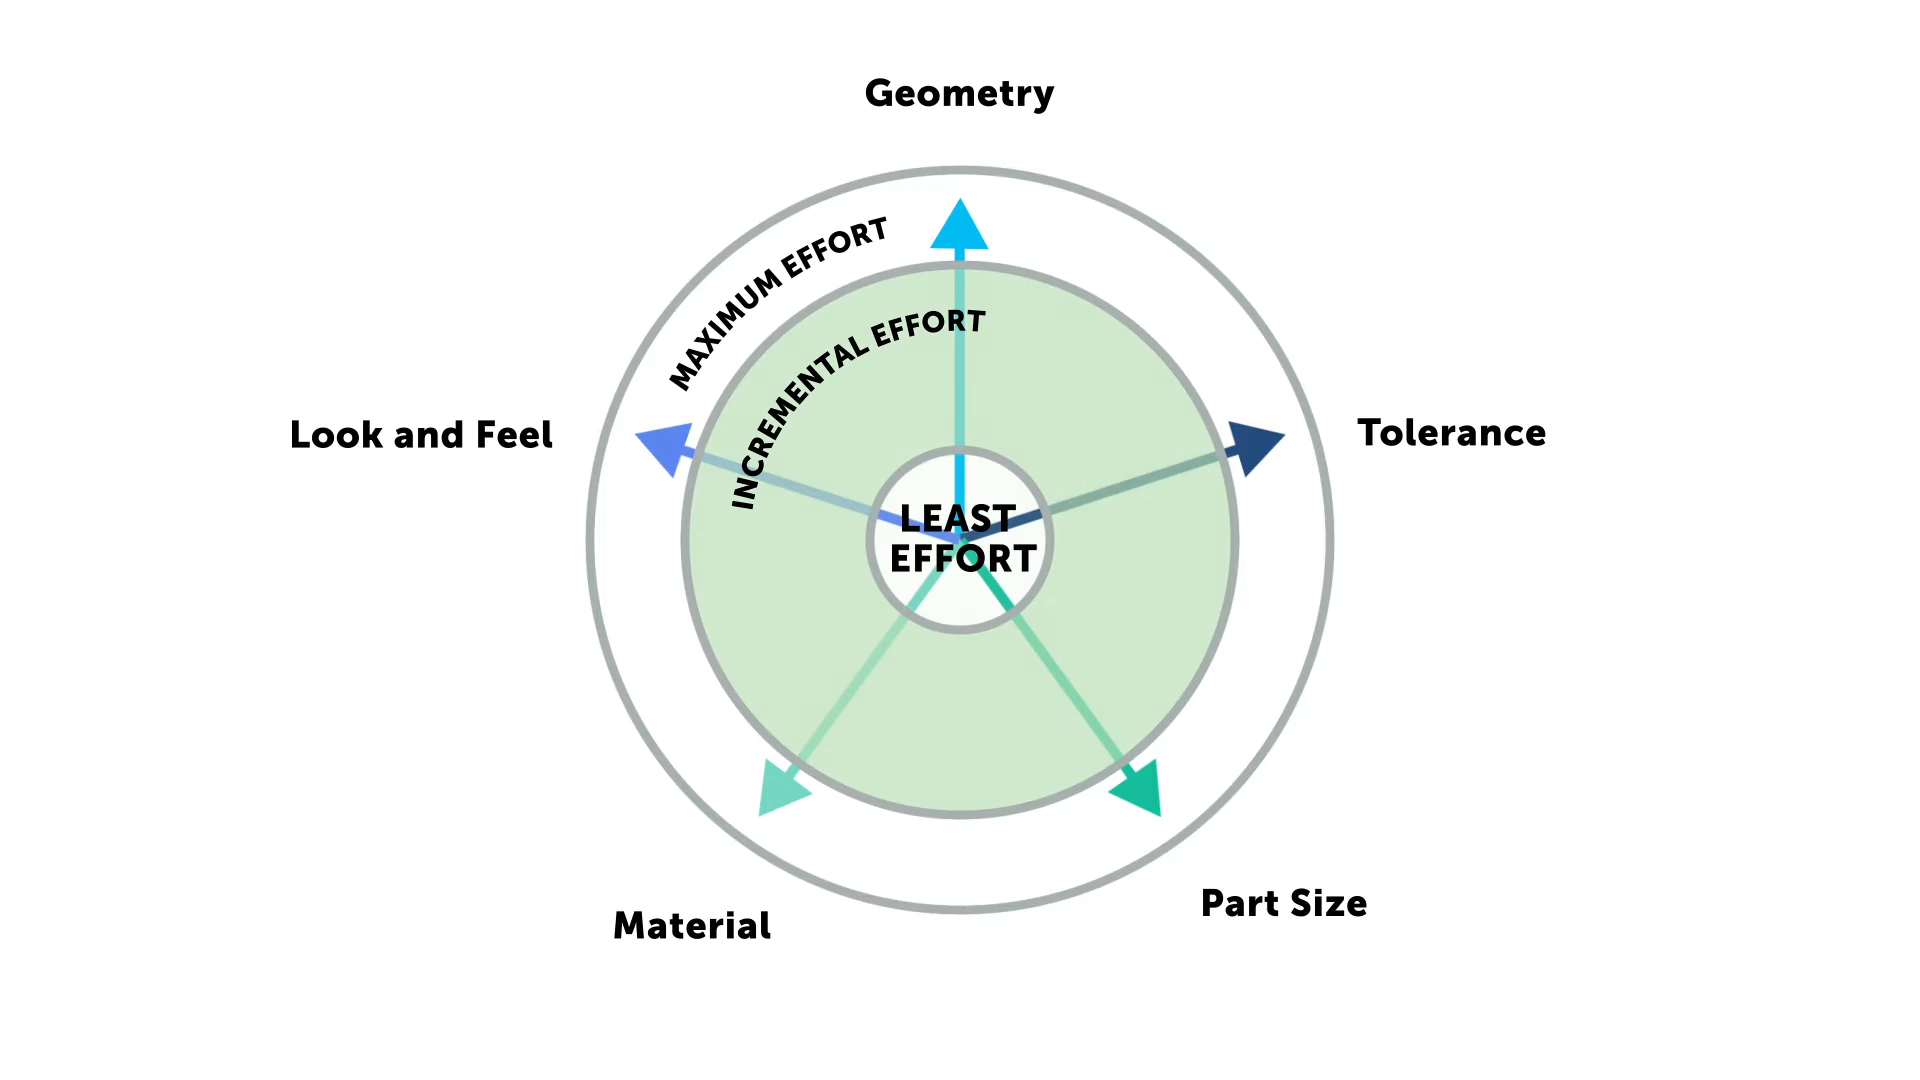 Geometry
MAXIMUM EFFORT
INCREMENTAL EFFORT
Look and Feel
Tolerance
LEAST
EFFORT
Part Size
Material